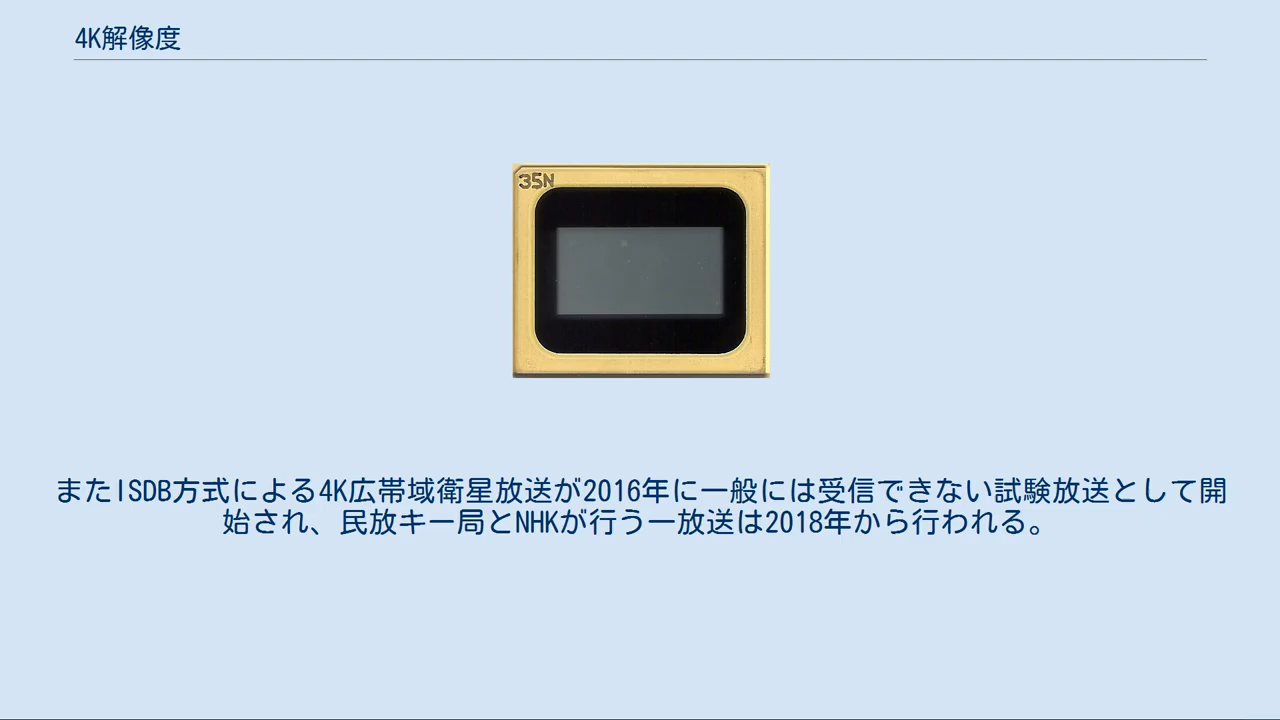 4K解像度
35N
またISDB方式による4K広帯域衛星放送が2016年に一般には受信できない試験放送として開
始され、民放キー局とNHKが行う一放送は2018年から行われる。